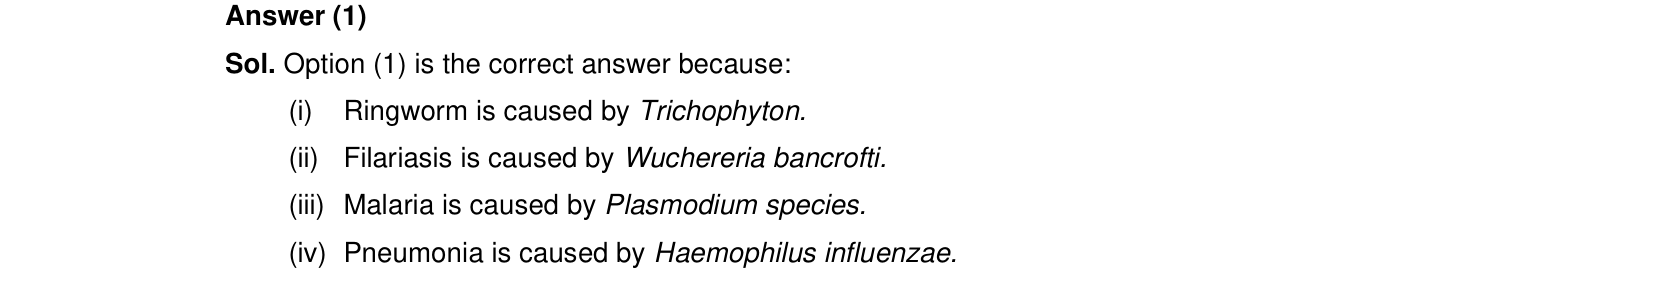 Answer (1)
Sol. Option (1) is the correct answer because:
(i) Ringworm is caused by Trichophyton.
(ii) Filariasis is caused by Wuchereria bancrofti.
(iii) Malaria is caused by Plasmodium species.
(iv) Pneumonia is caused by Haemophilus influenzae.